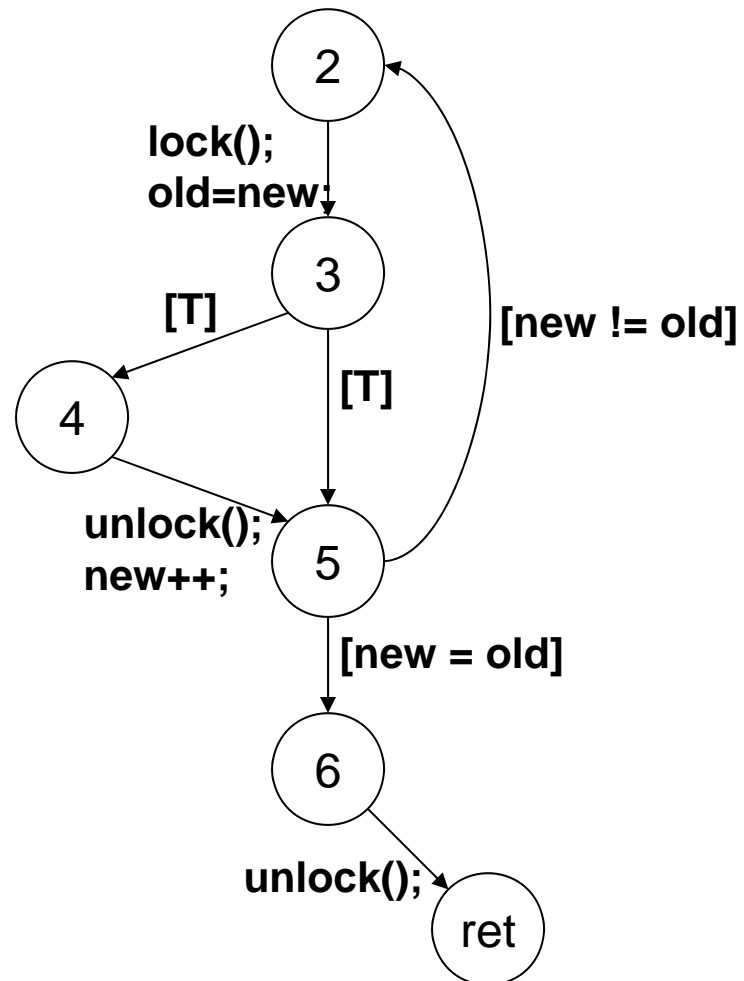 2
lock();
old=new;
3
[T]
[new != old]
[T]
4
unlock();
new++;
5
[new = old]
6
unlock();
ret